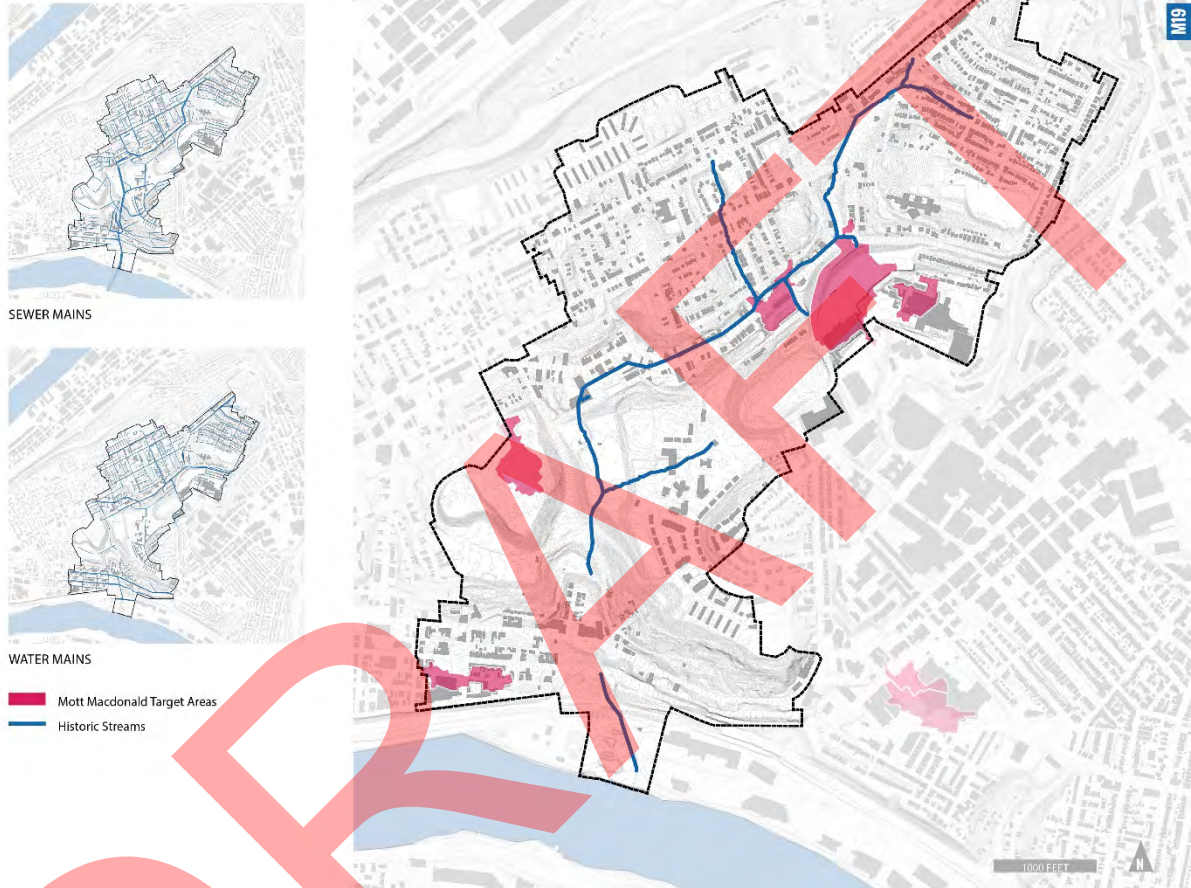 M19
SEWER MAINS
WATER MAINS
Mott Macdonald Target Areas
Historic Streams
DRAFT
1000 FEET
N